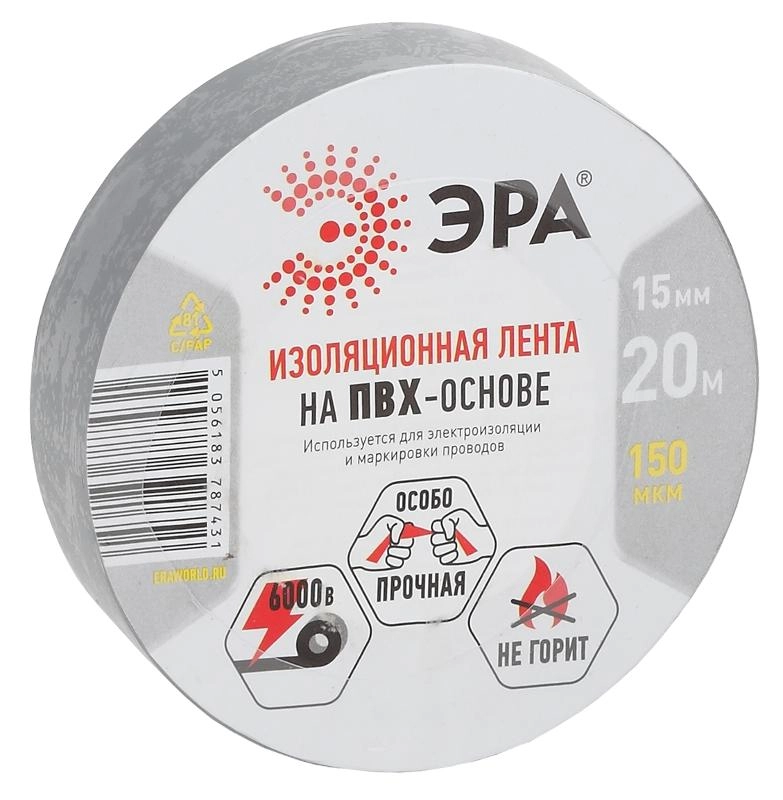 ЭРА®
15мм
20м
150
МКМ
ИЗОЛЯЦИОННАЯ ЛЕНТА
НА ПВХ-ОСНОВЕ
Используется для электроизоляции
и маркировки проводов
81
C/PAP
5 056183 787431
ERAWORLD.RU
ОСОБО
ПРОЧНАЯ
6000в
НЕ ГОРИТ